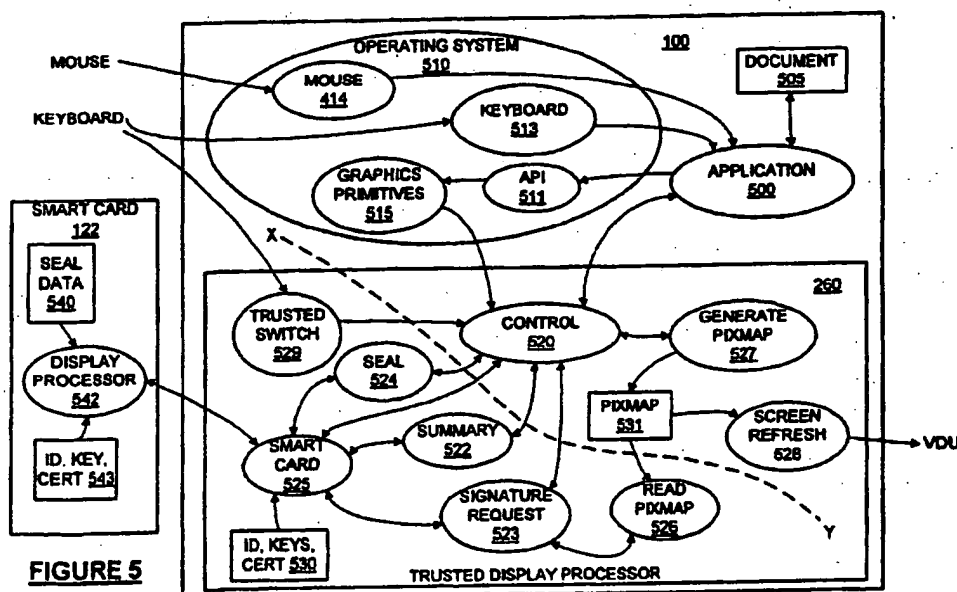 OPERATING SYSTEM
510
100
MOUSE
MOUSE
414
DOCUMENT
505
KEYBOARD
KEYBOARD
513
GRAPHICS
PRIMITIVES
515
API
511
APPLICATION
500
SMART CARD
122
SEAL
DATA
540
X
260
TRUSTED
SWITCH
529
CONTROL
520
GENERATE
PIXMAP
527
SEAL
524
DISPLAY
PROCESSOR
542
PIXMAP
531
SCREEN
REFRESH
528
VDU
SUMMARY
522
SMART
CARD
525
ID, KEY,
CERT 543
SIGNATURE
REQUEST
523
READ
PIXMAP
526
Y
ID, KEYS,
CERT 530
FIGURE 5
TRUSTED DISPLAY PROCESSOR